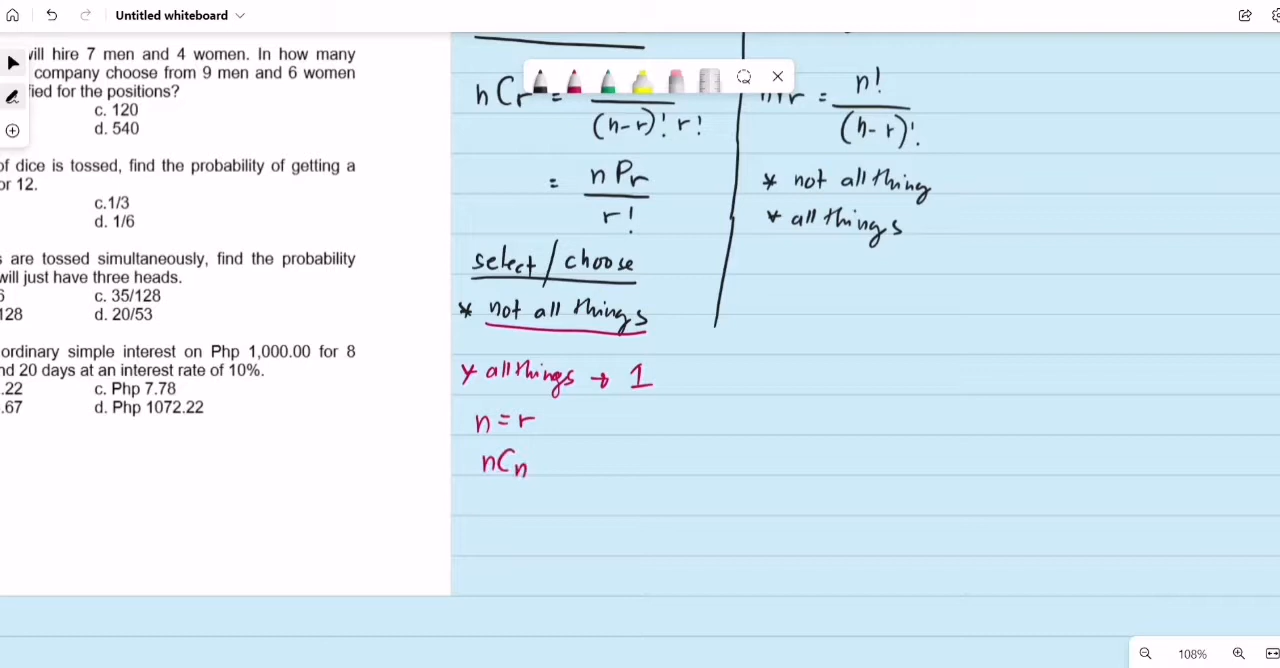 Untitled whiteboard
will hire 7 men and 4 women. In how many
company choose from 9 men and 6 women
fied for the positions?
c. 120
d. 540
of dice is tossed, find the probability of getting a
or 12.
c.1/3
d. 1/6
s are tossed simultaneously, find the probability
will just have three heads.
c. 35/128
128 d. 20/53
ordinary simple interest on Php 1,000.00 for 8
nd 20 days at an interest rate of 10%.
.22 c. Php 7.78
.67 d. Php 1072.22
nCr =
(n-r)! r!
= nPr
r!
select/choose
* not all things
* all things → 1
n = r
nCn
= n!
(n-r)!
* not all thing
* all things
108%